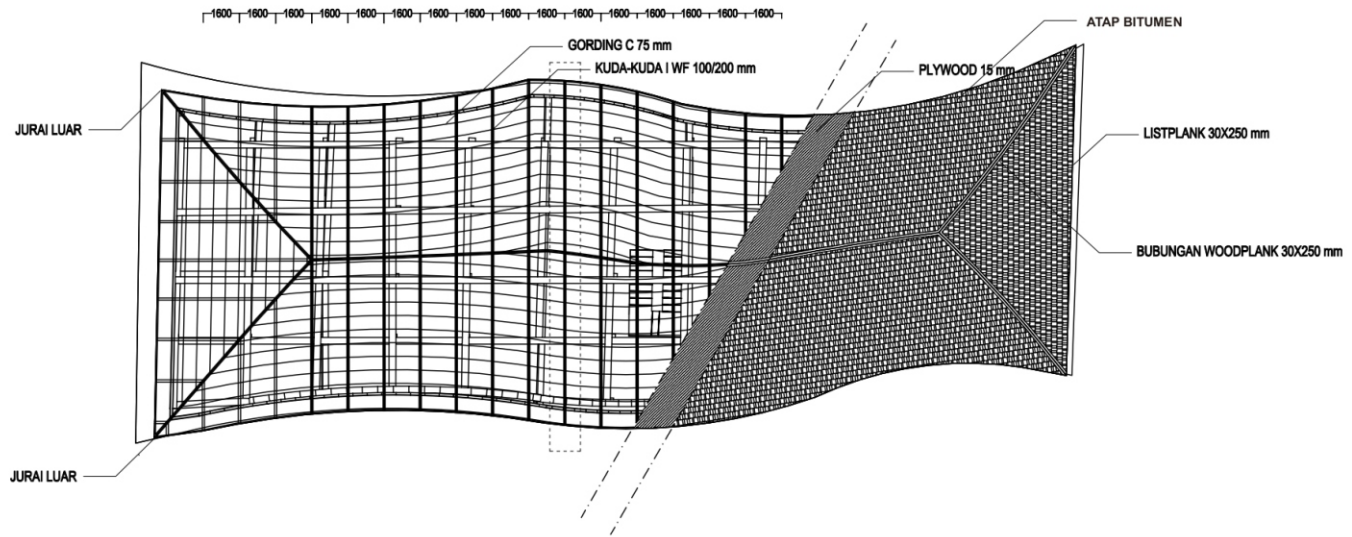 1600 1600 1600 1600 1600 1600 1600 1600 1600 1600 1600 1600 1600 1600 1600 1600
ATAP BITUMEN
GORDING C 75 mm
KUDA-KUDA I WF 100/200 mm
PLYWOOD 15 mm
JURAI LUAR
LISTPLANK 30X250 mm
BUBUNGAN WOODPLANK 30X250 mm
JURAI LUAR